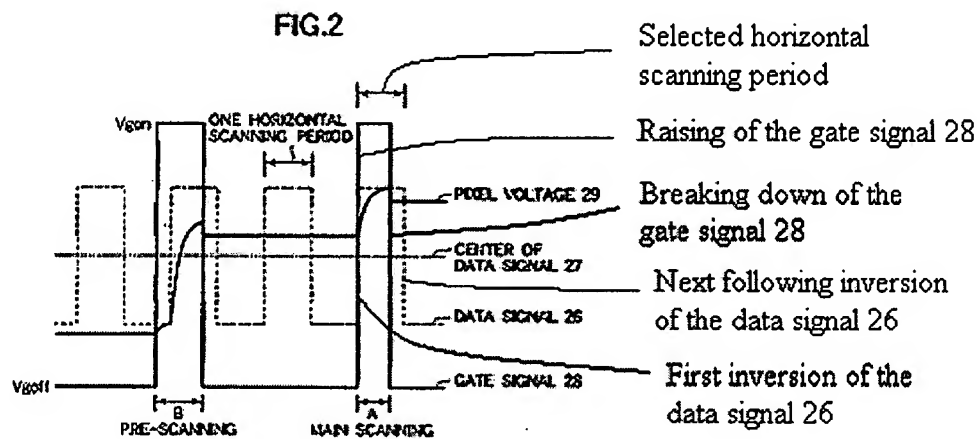 FIG.2
Selected horizontal
scanning period
Vgon
ONE HORIZONTAL
SCANNING PERIOD
Raising of the gate signal 28
PIXEL VOLTAGE 29
Breaking down of the
gate signal 28
CENTER OF
DATA SIGNAL 27
Next following inversion
of the data signal 26
DATA SIGNAL 26
Vgoff
GATE SIGNAL 28
First inversion of the
data signal 26
B
A
PRE-SCANNING
MAIN SCANNING